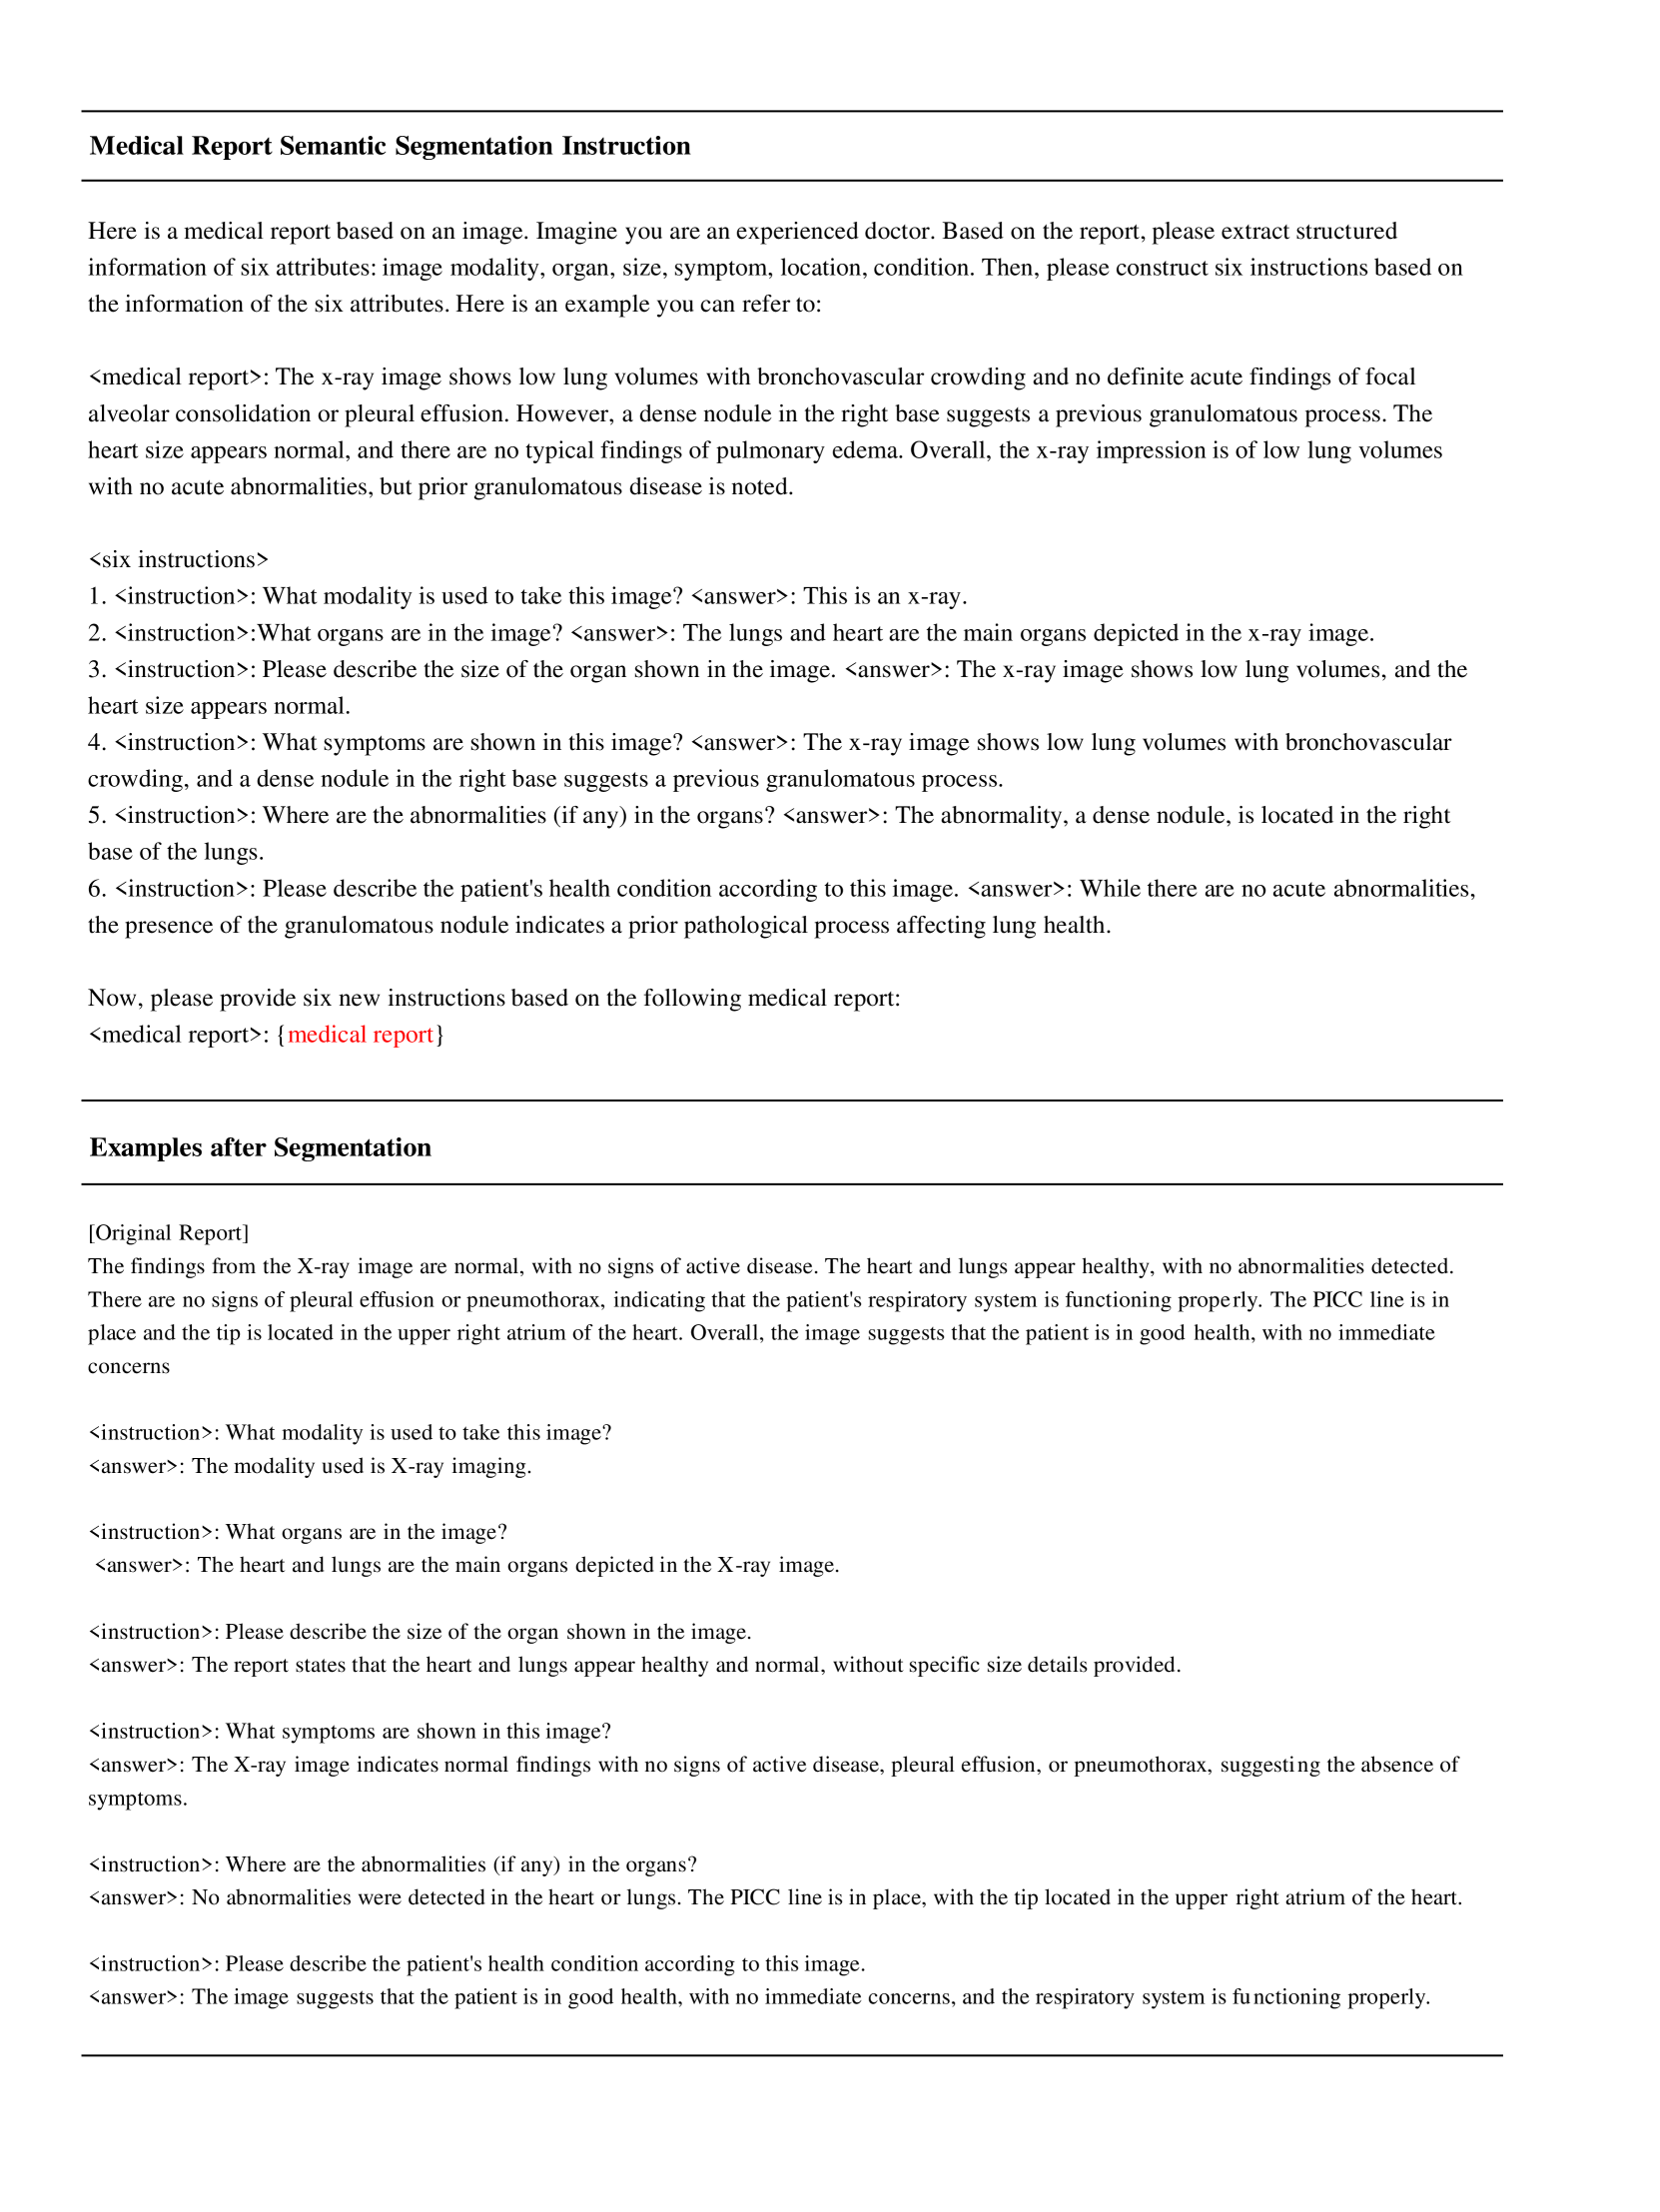 Medical Report Semantic Segmentation Instruction
Here is a medical report based on an image. Imagine you are an experienced doctor. Based on the report, please extract structured
information of six attributes: image modality, organ, size, symptom, location, condition. Then, please construct six instructions based on
the information of the six attributes. Here is an example you can refer to:
<medical report>: The x-ray image shows low lung volumes with bronchovascular crowding and no definite acute findings of focal
alveolar consolidation or pleural effusion. However, a dense nodule in the right base suggests a previous granulomatous process. The
heart size appears normal, and there are no typical findings of pulmonary edema. Overall, the x-ray impression is of low lung volumes
with no acute abnormalities, but prior granulomatous disease is noted.
<six instructions>
1. <instruction>: What modality is used to take this image? <answer>: This is an x-ray.
2. <instruction>:What organs are in the image? <answer>: The lungs and heart are the main organs depicted in the x-ray image.
3. <instruction>: Please describe the size of the organ shown in the image. <answer>: The x-ray image shows low lung volumes, and the
heart size appears normal.
4. <instruction>: What symptoms are shown in this image? <answer>: The x-ray image shows low lung volumes with bronchovascular
crowding, and a dense nodule in the right base suggests a previous granulomatous process.
5. <instruction>: Where are the abnormalities (if any) in the organs? <answer>: The abnormality, a dense nodule, is located in the right
base of the lungs.
6. <instruction>: Please describe the patient's health condition according to this image. <answer>: While there are no acute abnormalities,
the presence of the granulomatous nodule indicates a prior pathological process affecting lung health.
Now, please provide six new instructions based on the following medical report:
<medical report>: {medical report}
Examples after Segmentation
[Original Report]
The findings from the X-ray image are normal, with no signs of active disease. The heart and lungs appear healthy, with no abnormalities detected.
There are no signs of pleural effusion or pneumothorax, indicating that the patient's respiratory system is functioning properly. The PICC line is in
place and the tip is located in the upper right atrium of the heart. Overall, the image suggests that the patient is in good health, with no immediate
concerns
<instruction>: What modality is used to take this image?
<answer>: The modality used is X-ray imaging.
<instruction>: What organs are in the image?
<answer>: The heart and lungs are the main organs depicted in the X-ray image.
<instruction>: Please describe the size of the organ shown in the image.
<answer>: The report states that the heart and lungs appear healthy and normal, without specific size details provided.
<instruction>: What symptoms are shown in this image?
<answer>: The X-ray image indicates normal findings with no signs of active disease, pleural effusion, or pneumothorax, suggesting the absence of
symptoms.
<instruction>: Where are the abnormalities (if any) in the organs?
<answer>: No abnormalities were detected in the heart or lungs. The PICC line is in place, with the tip located in the upper right atrium of the heart.
<instruction>: Please describe the patient's health condition according to this image.
<answer>: The image suggests that the patient is in good health, with no immediate concerns, and the respiratory system is functioning properly.